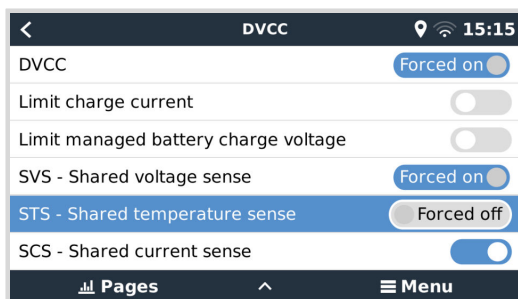 DVCC 15:15
DVCC Forced on
Limit charge current
Limit managed battery charge voltage
SVS - Shared voltage sense Forced on
STS - Shared temperature sense Forced off
SCS - Shared current sense
Pages Menu